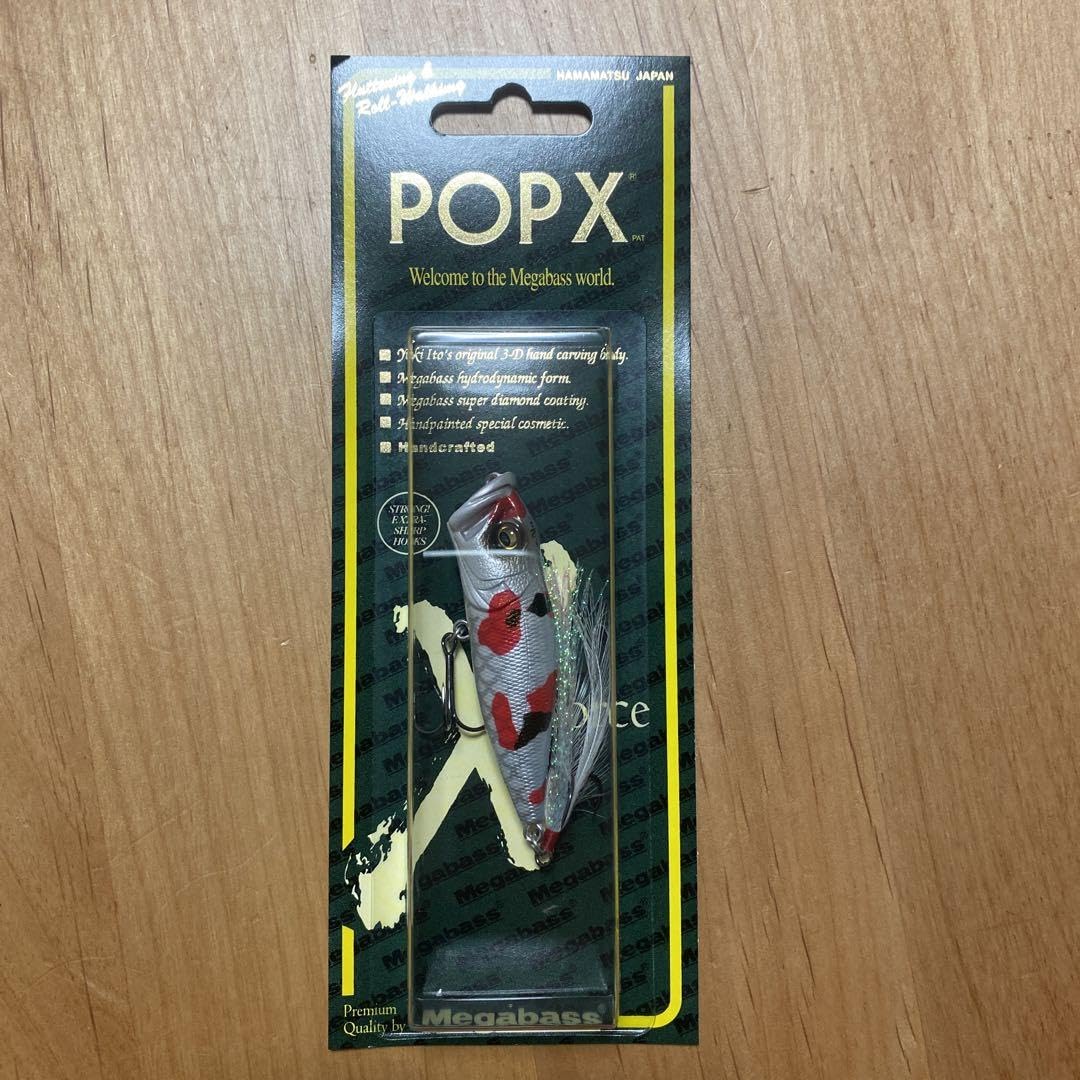 HAMAMATSU JAPAN
Fluttening &
Roll-Walking
POP X
PAT
Welcome to the Megabass world.
Yuki Ito's original 3-D hand carving body.
Megabass hydrodynamic form.
Megabass super diamond coating.
Handpainted special cosmetic.
Handcrafted
STRONG!
EXTRA-
SHARP
HOOKS
Premium
Quality by
Megabass